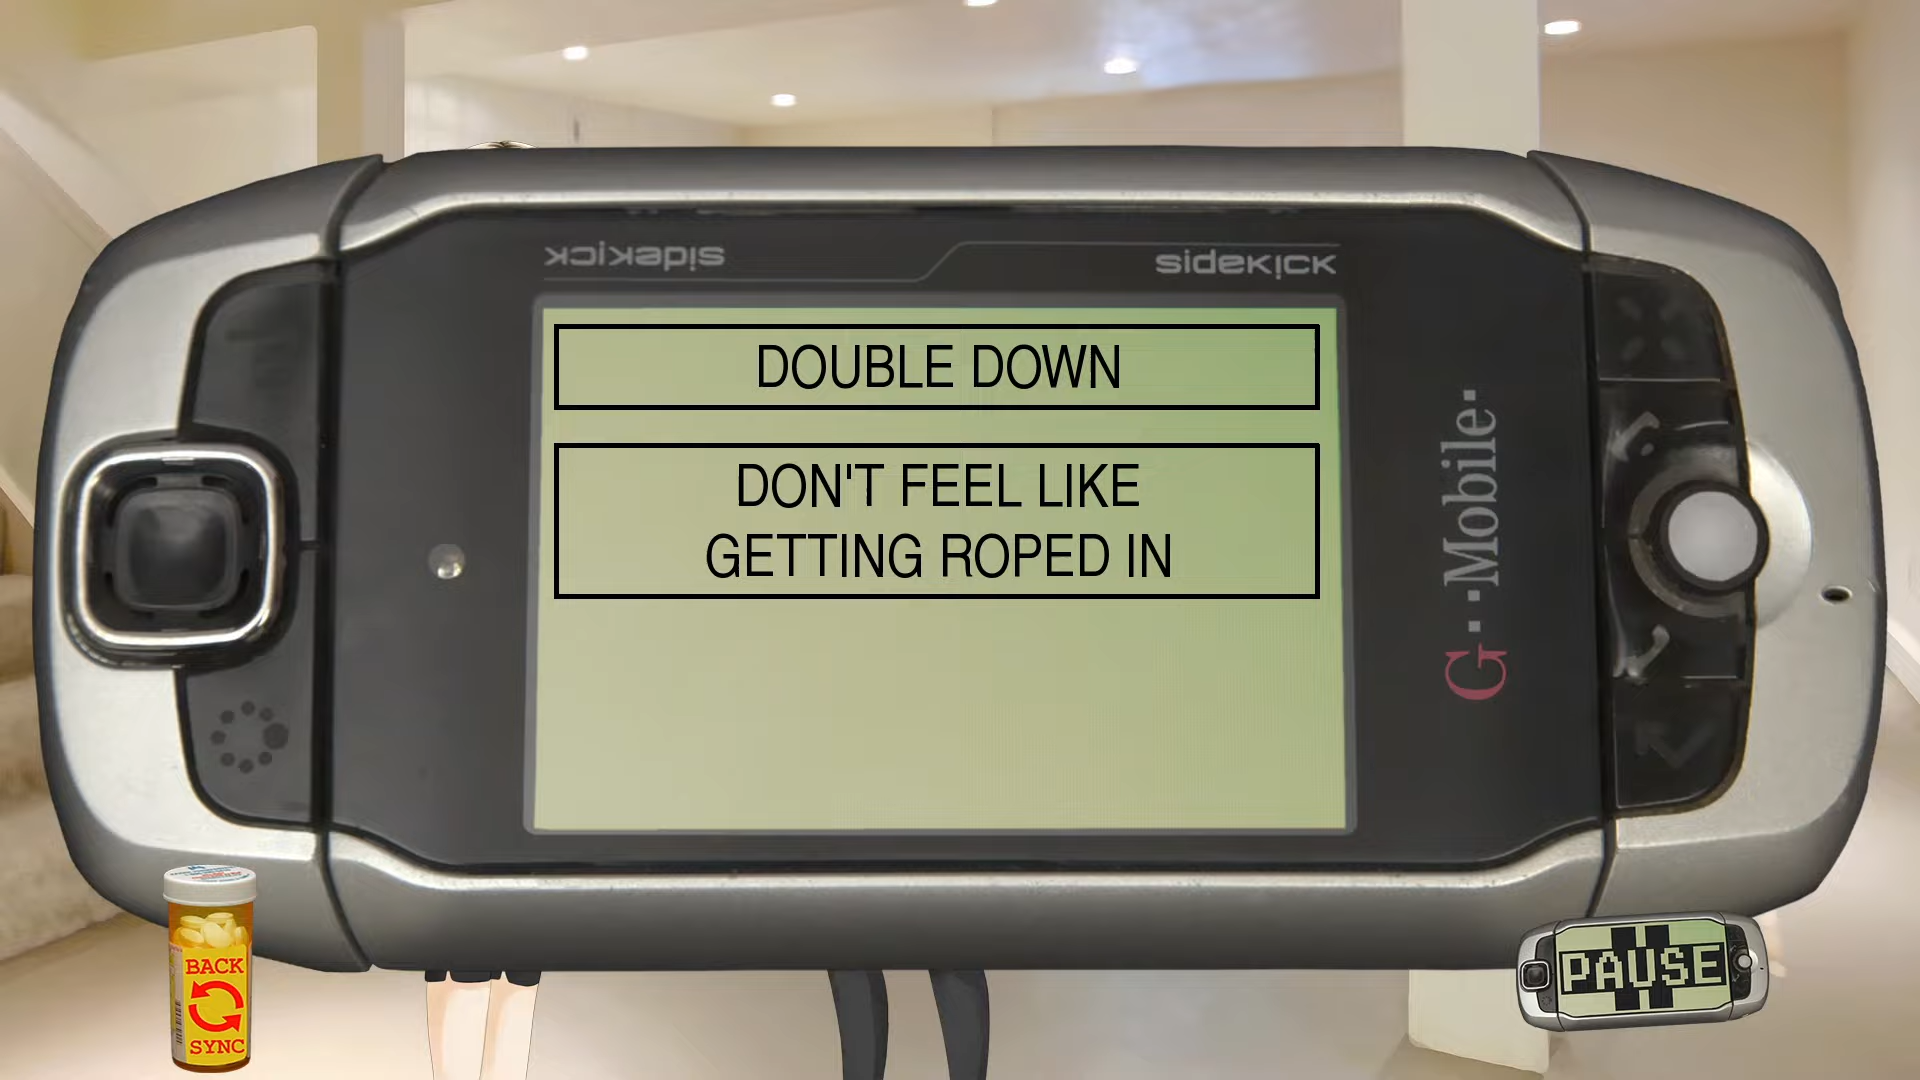 sidekick
sidekick
DOUBLE DOWN
DON'T FEEL LIKE
GETTING ROPED IN
G··Mobile·
BACK
SYNC
PAUSE